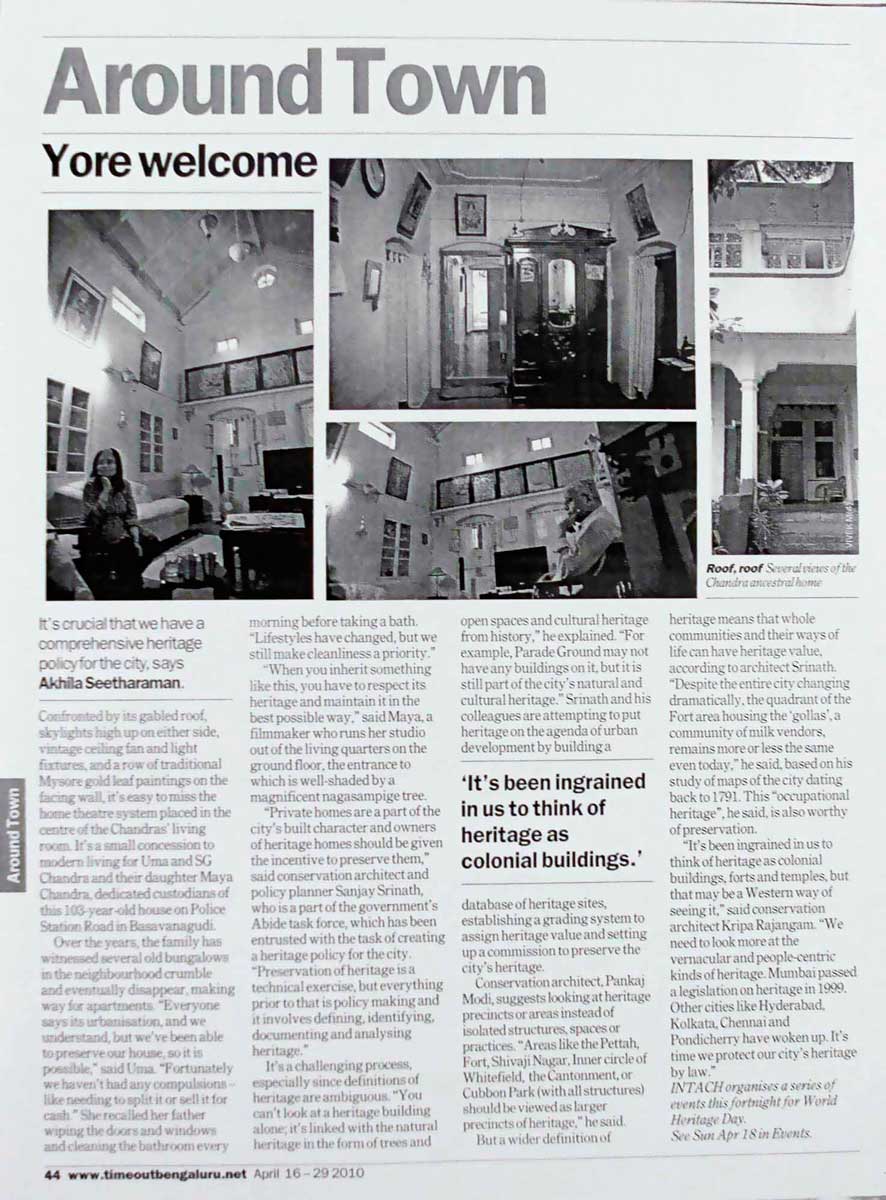 Around Town
Yore welcome
VIVEK M
Roof, roof Several views of the
Chandra ancestral home
It's crucial that we have a
comprehensive heritage
policy for the city, says
Akhila Seetharaman.
Confronted by its gabled roof,
skylights high up on either side,
vintage ceiling fan and light
fixtures, and a row of traditional
Mysore gold leaf paintings on the
facing wall, it's easy to miss the
home theatre system placed in the
centre of the Chandras' living
room. It's a small concession to
modern living for Uma and SG
Chandra and their daughter Maya
Chandra, dedicated custodians of
this 103-year-old house on Police
Station Road in Basavanagudi.
Over the years, the family has
witnessed several old bungalows
in the neighbourhood crumble
and eventually disappear, making
way for apartments. "Everyone
says its urbanisation, and we
understand, but we've been able
to preserve our house, so it is
possible," said Uma. "Fortunately
we haven't had any compulsions –
like needing to split it or sell it for
cash." She recalled her father
wiping the doors and windows
and cleaning the bathroom every
morning before taking a bath.
"Lifestyles have changed, but we
still make cleanliness a priority."
"When you inherit something
like this, you have to respect its
heritage and maintain it in the
best possible way," said Maya, a
filmmaker who runs her studio
out of the living quarters on the
ground floor, the entrance to
which is well-shaded by a
magnificent nagasampige tree.
"Private homes are a part of the
city's built character and owners
of heritage homes should be given
the incentive to preserve them,"
said conservation architect and
policy planner Sanjay Srinath,
who is a part of the government's
Abide task force, which has been
entrusted with the task of creating
a heritage policy for the city.
"Preservation of heritage is a
technical exercise, but everything
prior to that is policy making and
it involves defining, identifying,
documenting and analysing
heritage."
It's a challenging process,
especially since definitions of
heritage are ambiguous. "You
can't look at a heritage building
alone; it's linked with the natural
heritage in the form of trees and
open spaces and cultural heritage
from history," he explained. "For
example, Parade Ground may not
have any buildings on it, but it is
still part of the city's natural and
cultural heritage." Srinath and his
colleagues are attempting to put
heritage on the agenda of urban
development by building a
'It's been ingrained
in us to think of
heritage as
colonial buildings.'
database of heritage sites,
establishing a grading system to
assign heritage value and setting
up a commission to preserve the
city's heritage.
Conservation architect, Pankaj
Modi, suggests looking at heritage
precincts or areas instead of
isolated structures, spaces or
practices. "Areas like the Pettah,
Fort, Shivaji Nagar, Inner circle of
Whitefield, the Cantonment, or
Cubbon Park (with all structures)
should be viewed as larger
precincts of heritage," he said.
But a wider definition of
heritage means that whole
communities and their ways of
life can have heritage value,
according to architect Srinath.
"Despite the entire city changing
dramatically, the quadrant of the
Fort area housing the 'gollas', a
community of milk vendors,
remains more or less the same
even today," he said, based on his
study of maps of the city dating
back to 1791. This "occupational
heritage", he said, is also worthy
of preservation.
"It's been ingrained in us to
think of heritage as colonial
buildings, forts and temples, but
that may be a Western way of
seeing it," said conservation
architect Kripa Rajangam. "We
need to look more at the
vernacular and people-centric
kinds of heritage. Mumbai passed
a legislation on heritage in 1999.
Other cities like Hyderabad,
Kolkata, Chennai and
Pondicherry have woken up. It's
time we protect our city's heritage
by law."
INTACH organises a series of
events this fortnight for World
Heritage Day.
See Sun Apr 18 in Events.
Around Town
44 www.timeoutbengaluru.net April 16 – 29 2010